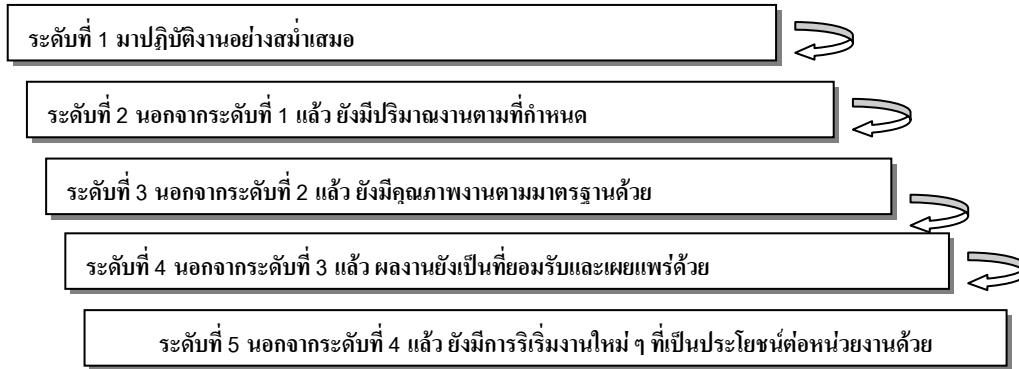 ระดับที่ 1 มาปฏิบัติงานอย่างสม่ำเสมอ
ระดับที่ 2 นอกจากระดับที่ 1 แล้ว ยังมีปริมาณงานตามที่กำหนด
ระดับที่ 3 นอกจากระดับที่ 2 แล้ว ยังมีคุณภาพงานตามมาตรฐานด้วย
ระดับที่ 4 นอกจากระดับที่ 3 แล้ว ผลงานยังเป็นที่ยอมรับและเผยแพร่ด้วย
ระดับที่ 5 นอกจากระดับที่ 4 แล้ว ยังมีการริเริ่มงานใหม่ ๆ ที่เป็นประโยชน์ต่อหน่วยงานด้วย